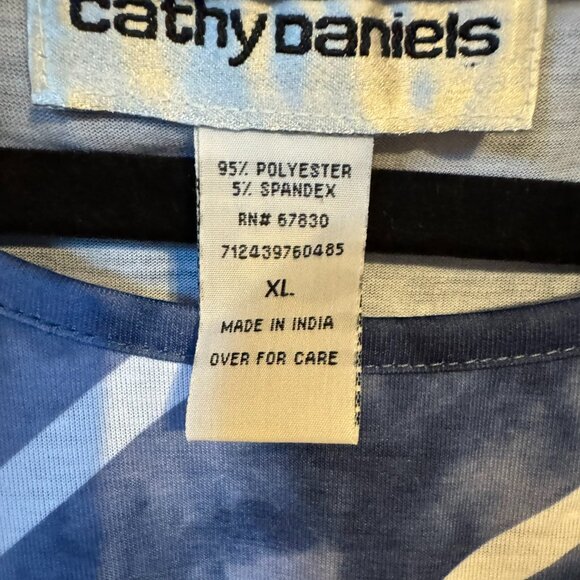 cathy Daniels
95% POLYESTER
5% SPANDEX
RN# 67830
712439760485
XL
MADE IN INDIA
OVER FOR CARE